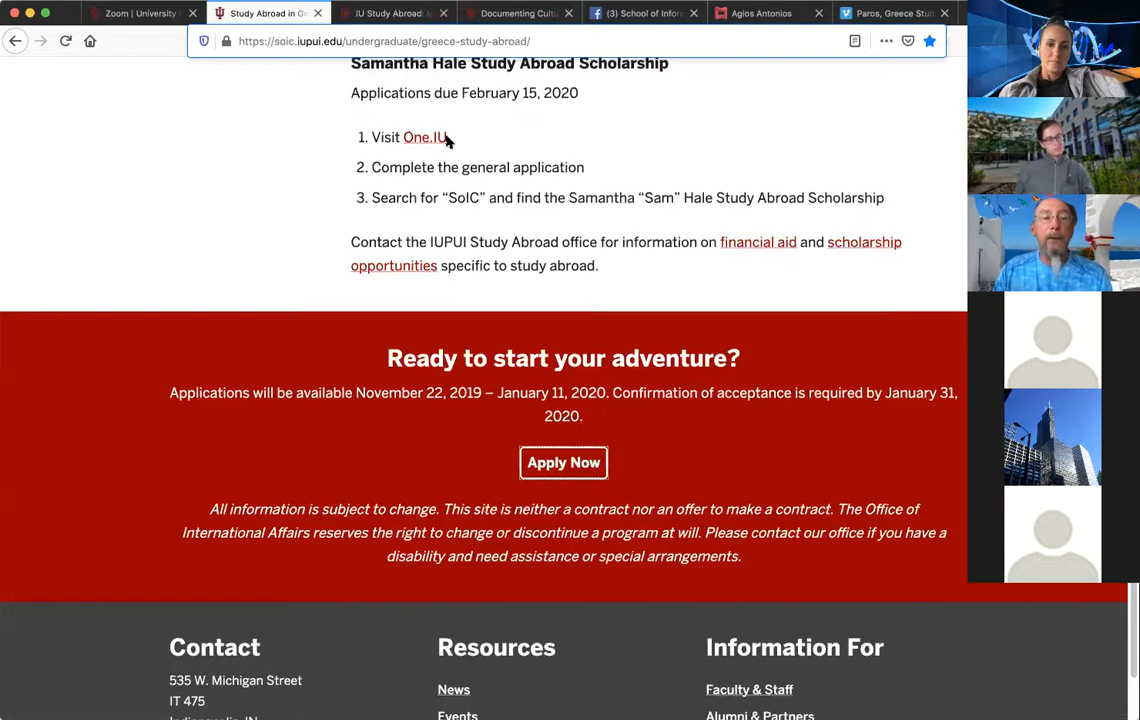 Zoom | University
Study Abroad in Gr
IU Study Abroad:
Documenting Cultu
(3) School of Infor
Agios Antonios
Paros, Greece Stud
https://soic.iupui.edu/undergraduate/greece-study-abroad/
Samantha Hale Study Abroad Scholarship
Applications due February 15, 2020
1. Visit One.IU
2. Complete the general application
3. Search for “SoIC” and find the Samantha “Sam” Hale Study Abroad Scholarship
Contact the IUPUI Study Abroad office for information on financial aid and scholarship
opportunities specific to study abroad.
Ready to start your adventure?
Applications will be available November 22, 2019 – January 11, 2020. Confirmation of acceptance is required by January 31,
2020.
Apply Now
All information is subject to change. This site is neither a contract nor an offer to make a contract. The Office of
International Affairs reserves the right to change or discontinue a program at will. Please contact our office if you have a
disability and need assistance or special arrangements.
Contact
Resources
Information For
535 W. Michigan Street
News
Faculty & Staff
IT 475
Events
Alumni & Partners
Indianapolis, IN